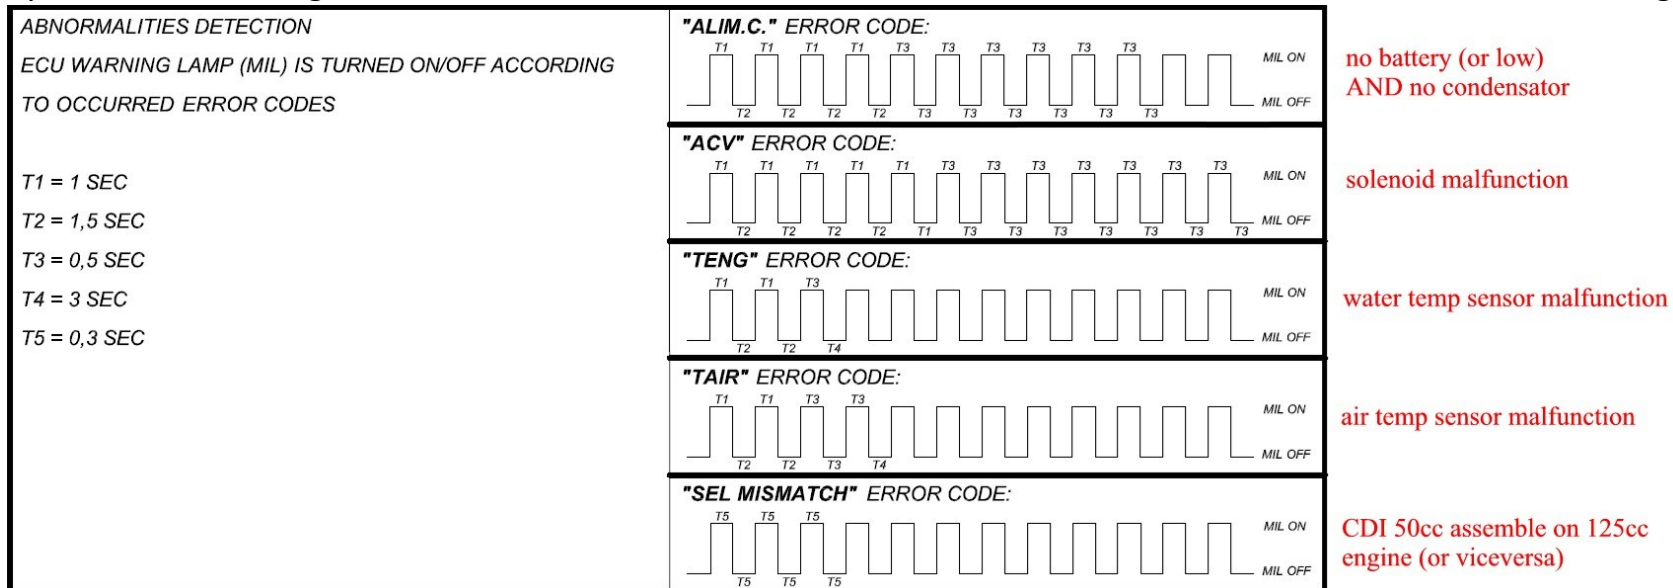 ABNORMALITIES DETECTION
ECU WARNING LAMP (MIL) IS TURNED ON/OFF ACCORDING
TO OCCURRED ERROR CODES
T1 = 1 SEC
T2 = 1,5 SEC
T3 = 0,5 SEC
T4 = 3 SEC
T5 = 0,3 SEC
"ALIM.C." ERROR CODE:
T1 T1 T1 T1 T3 T3 T3 T3 T3 T3
MIL ON
MIL OFF
T2 T2 T2 T2 T3 T3 T3 T3 T3 T3
no battery (or low)
AND no condensator
"ACV" ERROR CODE:
T1 T1 T1 T1 T1 T3 T3 T3 T3 T3 T3 T3
MIL ON
MIL OFF
T2 T2 T2 T2 T1 T3 T3 T3 T3 T3 T3 T3
solenoid malfunction
"TENG" ERROR CODE:
T1 T1 T3
MIL ON
MIL OFF
T2 T2 T4
water temp sensor malfunction
"TAIR" ERROR CODE:
T1 T1 T3 T3
MIL ON
MIL OFF
T2 T2 T3 T4
air temp sensor malfunction
"SEL MISMATCH" ERROR CODE:
T5 T5 T5
MIL ON
MIL OFF
T5 T5 T5
CDI 50cc assemble on 125cc
engine (or viceversa)